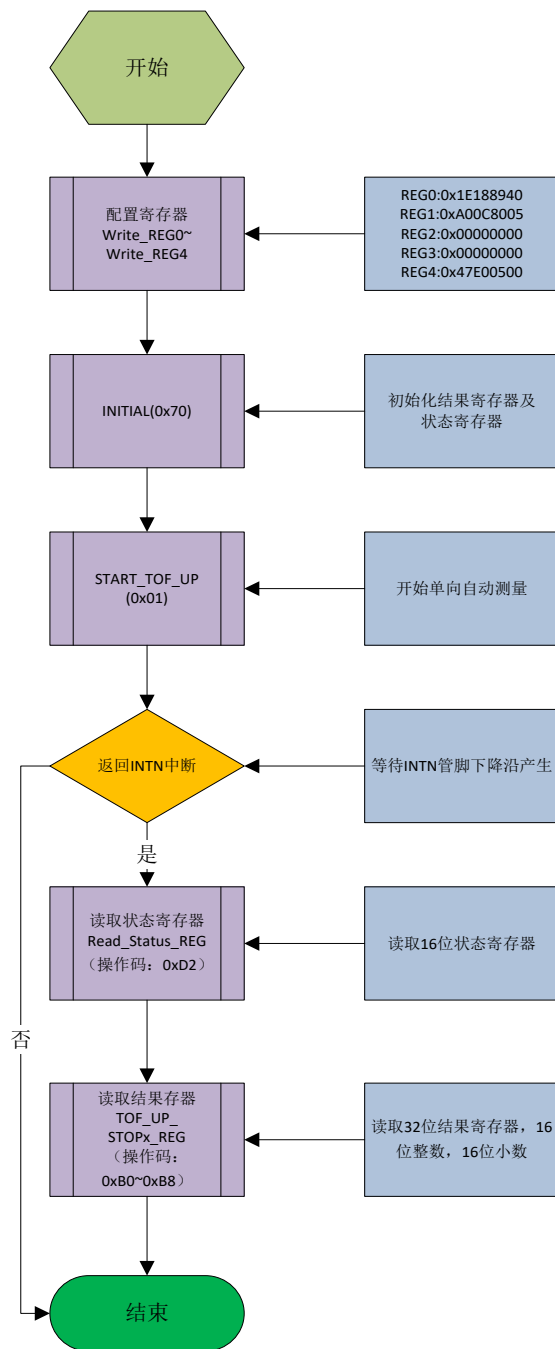 开始
配置寄存器
Write_REG0~
Write_REG4
REG0:0x1E188940
REG1:0xA00C8005
REG2:0x00000000
REG3:0x00000000
REG4:0x47E00500
INITIAL(0x70)
初始化结果寄存器及
状态寄存器
START_TOF_UP
(0x01)
开始单向自动测量
返回INTN中断
等待INTN管脚下降沿产生
是
读取状态寄存器
Read_Status_REG
（操作码：0xD2）
读取16位状态寄存器
否
读取结果存器
TOF_UP_
STOPx_REG
（操作码：
0xB0~0xB8）
读取32位结果寄存器，16
位整数，16位小数
结束